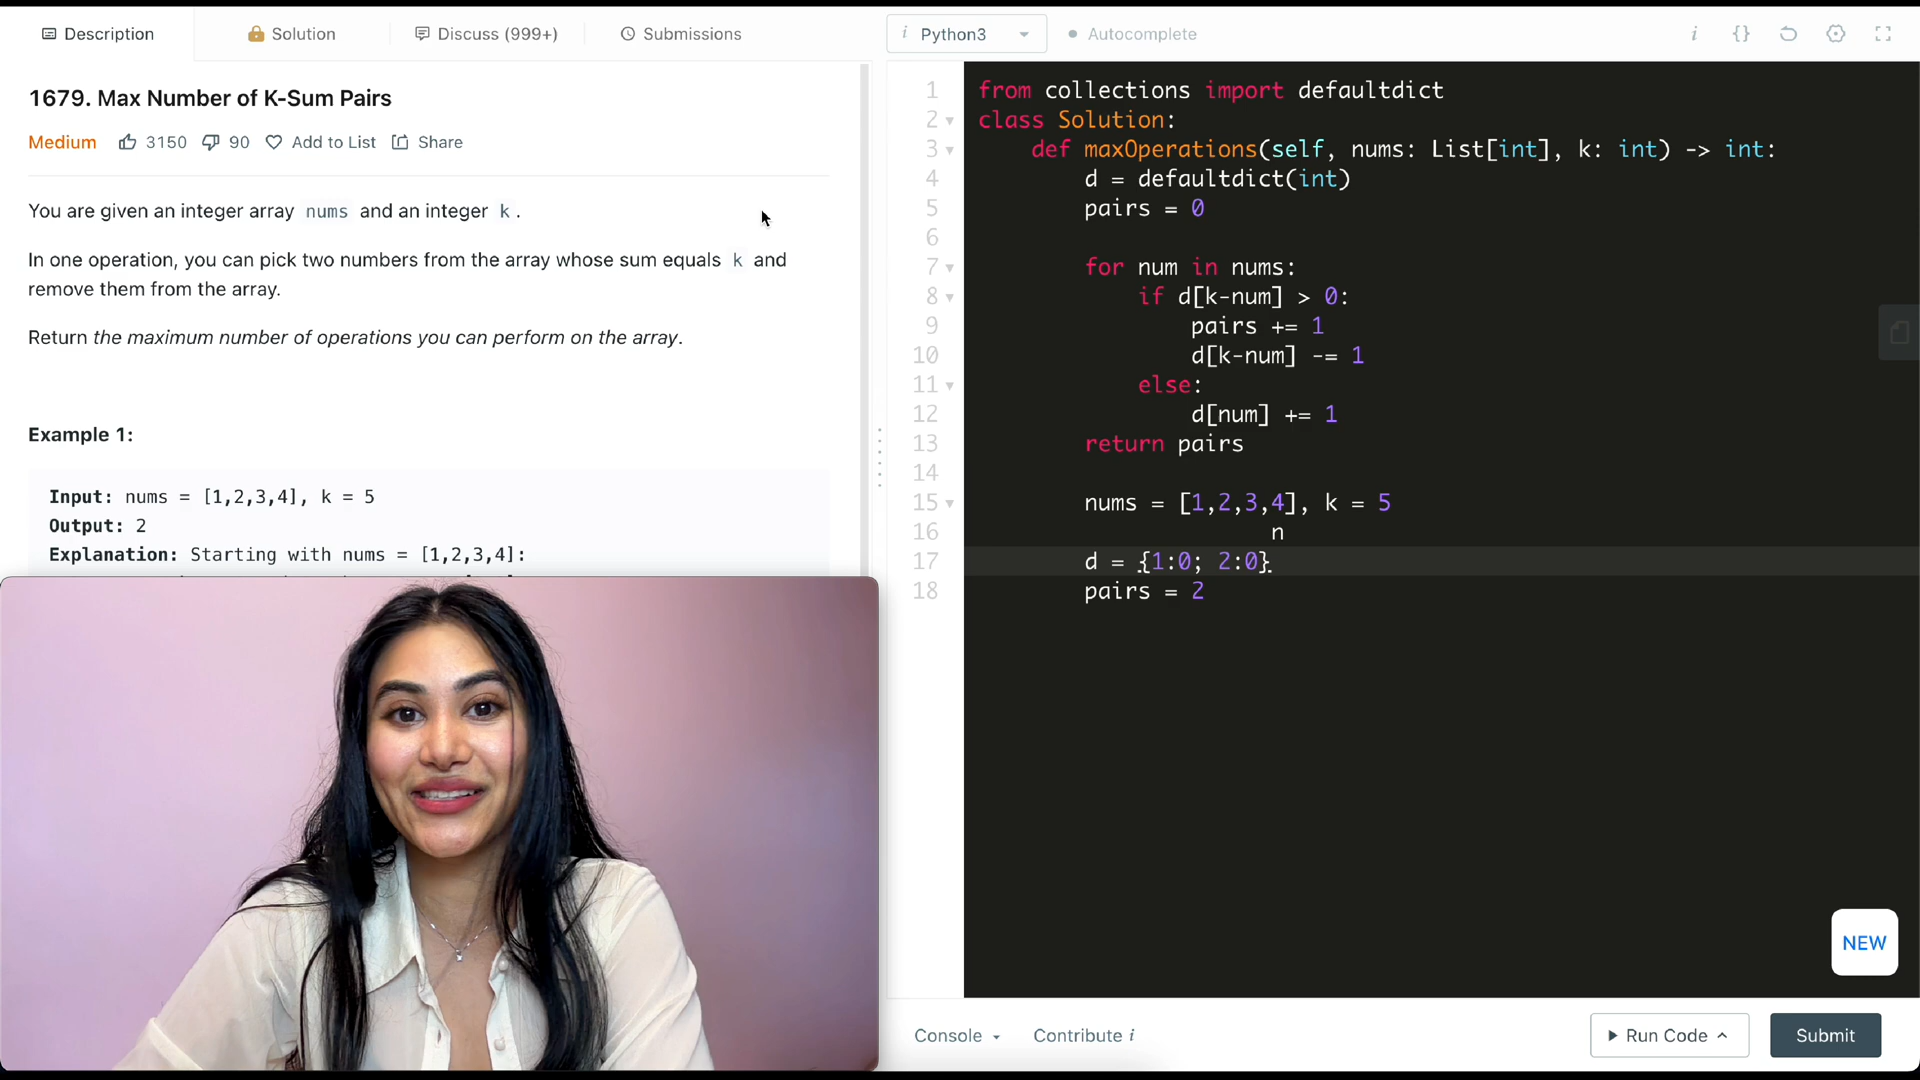 Description
Solution
Discuss (999+)
Submissions
i Python3
Autocomplete
i {}
1679. Max Number of K-Sum Pairs
Medium 3150 90 Add to List Share
You are given an integer array nums and an integer k .
In one operation, you can pick two numbers from the array whose sum equals k and
remove them from the array.
Return the maximum number of operations you can perform on the array.
Example 1:
Input: nums = [1,2,3,4], k = 5
Output: 2
Explanation: Starting with nums = [1,2,3,4]:
1 from collections import defaultdict
2 class Solution:
3 def maxOperations(self, nums: List[int], k: int) -> int:
4 d = defaultdict(int)
5 pairs = 0
6
7 for num in nums:
8 if d[k-num] > 0:
9 pairs += 1
10 d[k-num] -= 1
11 else:
12 d[num] += 1
13 return pairs
14
15 nums = [1,2,3,4], k = 5
16 n
17 d = {1:0; 2:0}
18 pairs = 2
NEW
Console
Contribute i
Run Code
Submit